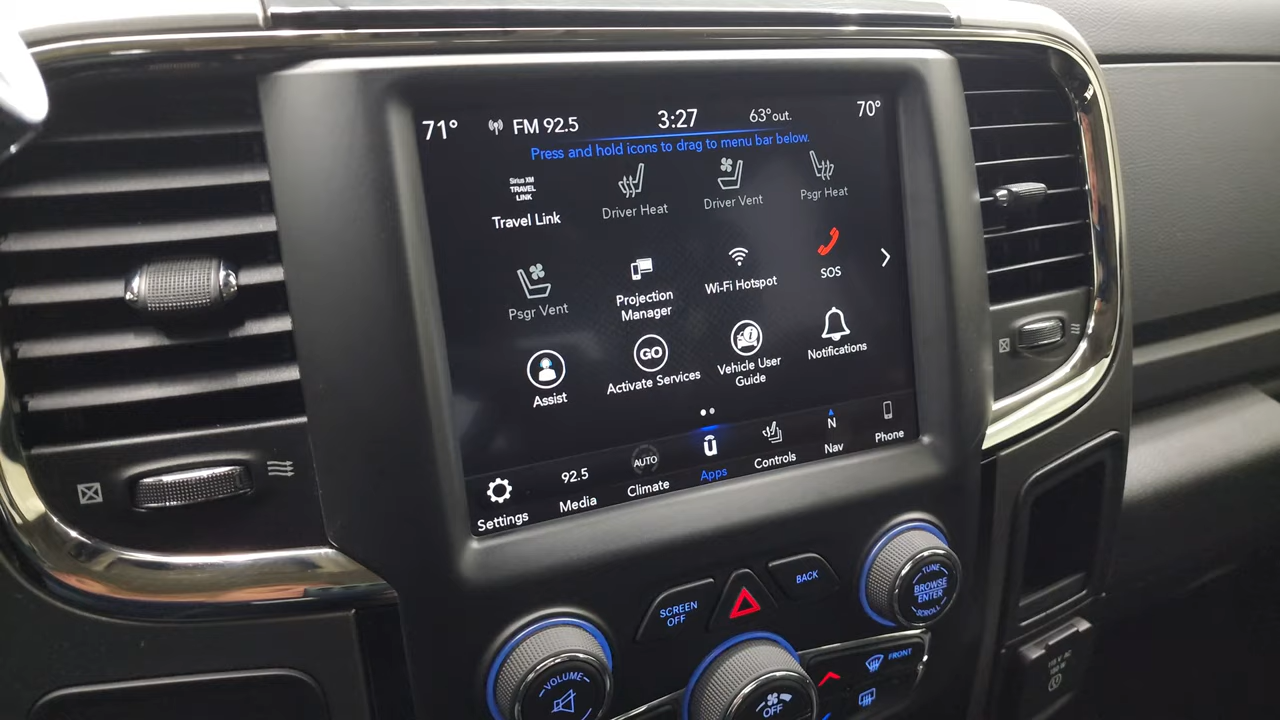 71° FM 92.5 3:27 63° out. 70°
Press and hold icons to drag to menu bar below.
Sirius XM
TRAVEL
LINK
Travel Link
Driver Heat
Driver Vent
Psgr Heat
Psgr Vent
Projection
Manager
Wi-Fi Hotspot
SOS
Assist
GO
Activate Services
Vehicle User
Guide
Notifications
Settings
92.5
Media
AUTO
Climate
Apps
Controls
N
Nav
Phone
SCREEN
OFF
BACK
TUNE
BROWSE
ENTER
SCROLL
VOLUME
OFF
FRONT
115 V AC
150 W